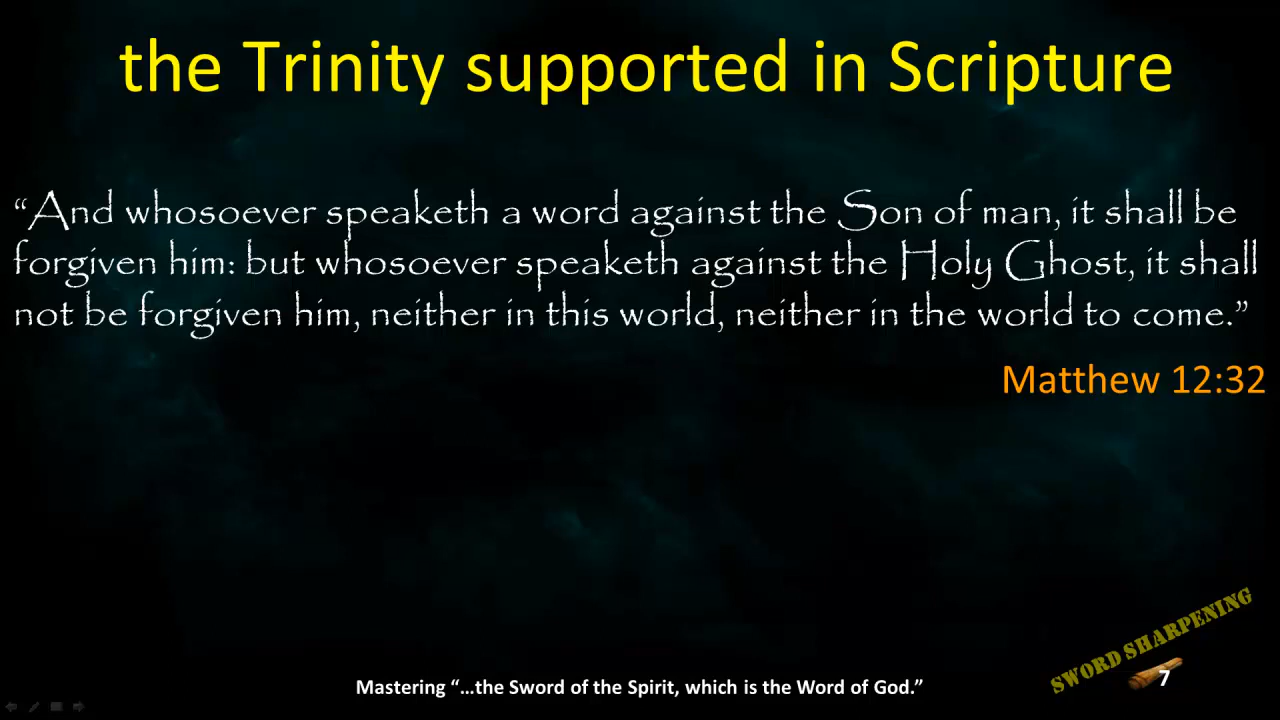 the Trinity supported in Scripture
“And whosoever speaketh a word against the Son of man, it shall be
forgiven him: but whosoever speaketh against the Holy Ghost, it shall
not be forgiven him, neither in this world, neither in the world to come.”
Matthew 12:32
SWORD SHARPENING
7
Mastering “…the Sword of the Spirit, which is the Word of God.”